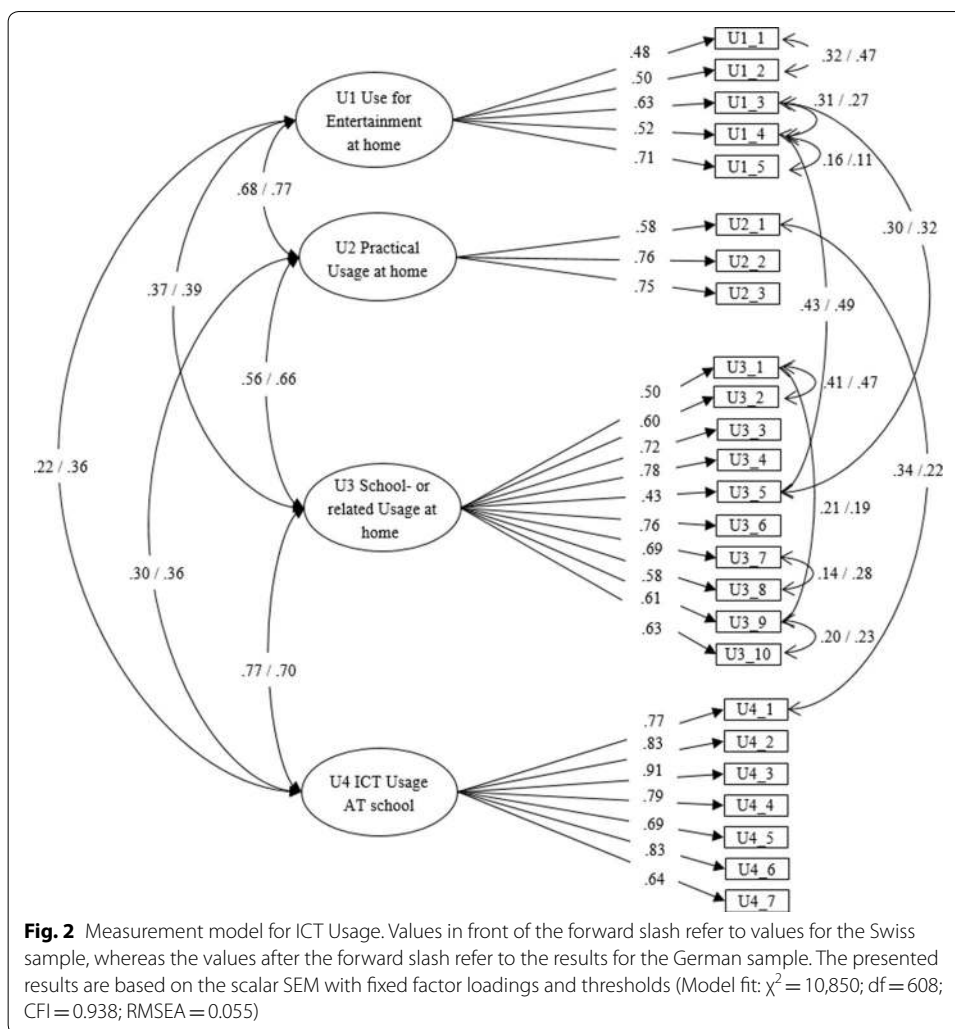 .48
U1_1
.32 / .47
.50
U1_2
U1 Use for
Entertainment
at home
.63
U1_3
.31 / .27
.52
U1_4
.71
U1_5
.16 /.11
.68 / .77
.30 / .32
.58
U2_1
U2 Practical
Usage at home
.76
U2_2
.75
U2_3
.37 / .39
.43 / .49
.56 / .66
.50
U3_1
.41 / .47
.60
U3_2
.72
U3_3
.78
U3_4
.22 / .36
.34 / .22
U3 School- or
related Usage at
home
.43
U3_5
.21 / .19
.76
U3_6
.69
U3_7
.14 / .28
.58
U3_8
.30 / .36
.61
U3_9
.20 / .23
.63
U3_10
.77 / .70
.77
U4_1
.83
U4_2
.91
U4_3
U4 ICT Usage
AT school
.79
U4_4
.69
U4_5
.83
U4_6
.64
U4_7
Fig. 2 Measurement model for ICT Usage. Values in front of the forward slash refer to values for the Swiss
sample, whereas the values after the forward slash refer to the results for the German sample. The presented
results are based on the scalar SEM with fixed factor loadings and thresholds (Model fit: χ² = 10,850; df = 608;
CFI = 0.938; RMSEA = 0.055)